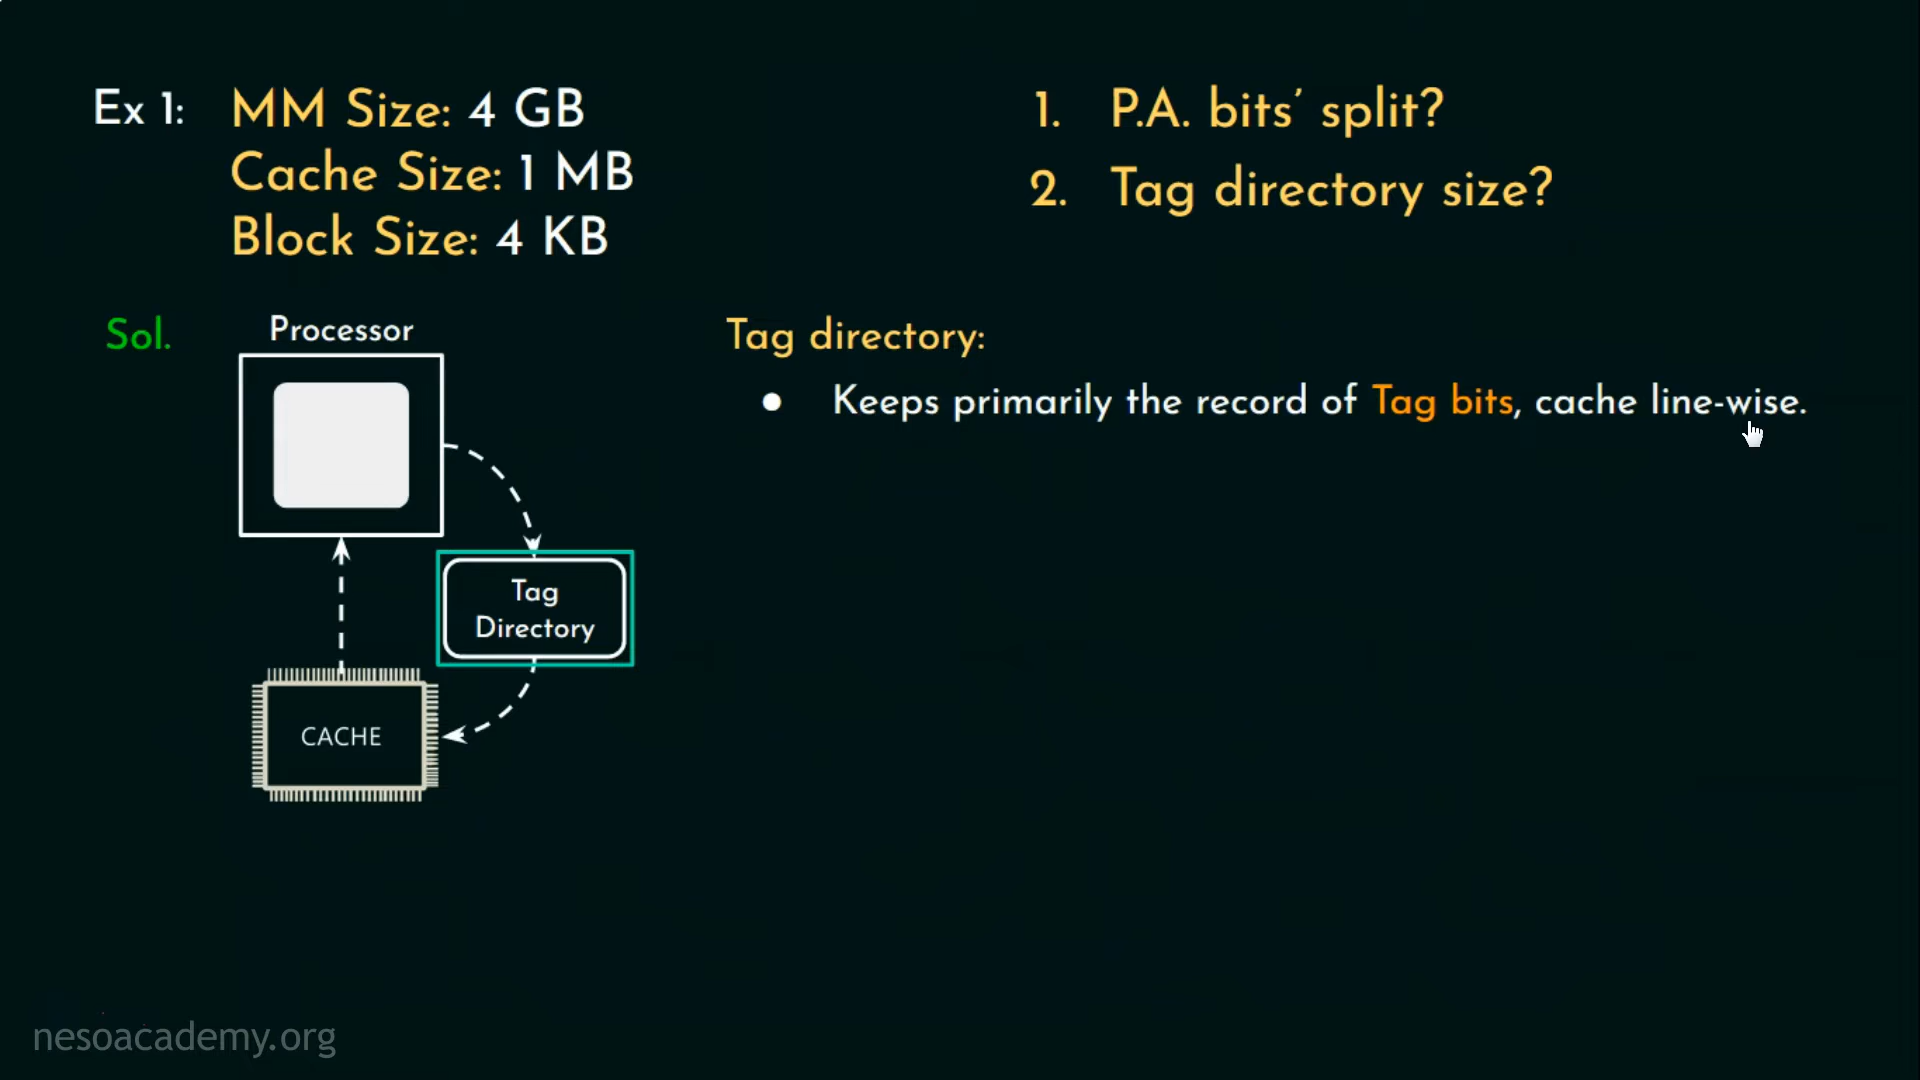 Ex 1: MM Size: 4 GB
Cache Size: 1 MB
Block Size: 4 KB
1. P.A. bits’ split?
2. Tag directory size?
Sol.
Processor
Tag
Directory
CACHE
Tag directory:
● Keeps primarily the record of Tag bits, cache line-wise.
nesoacademy.org